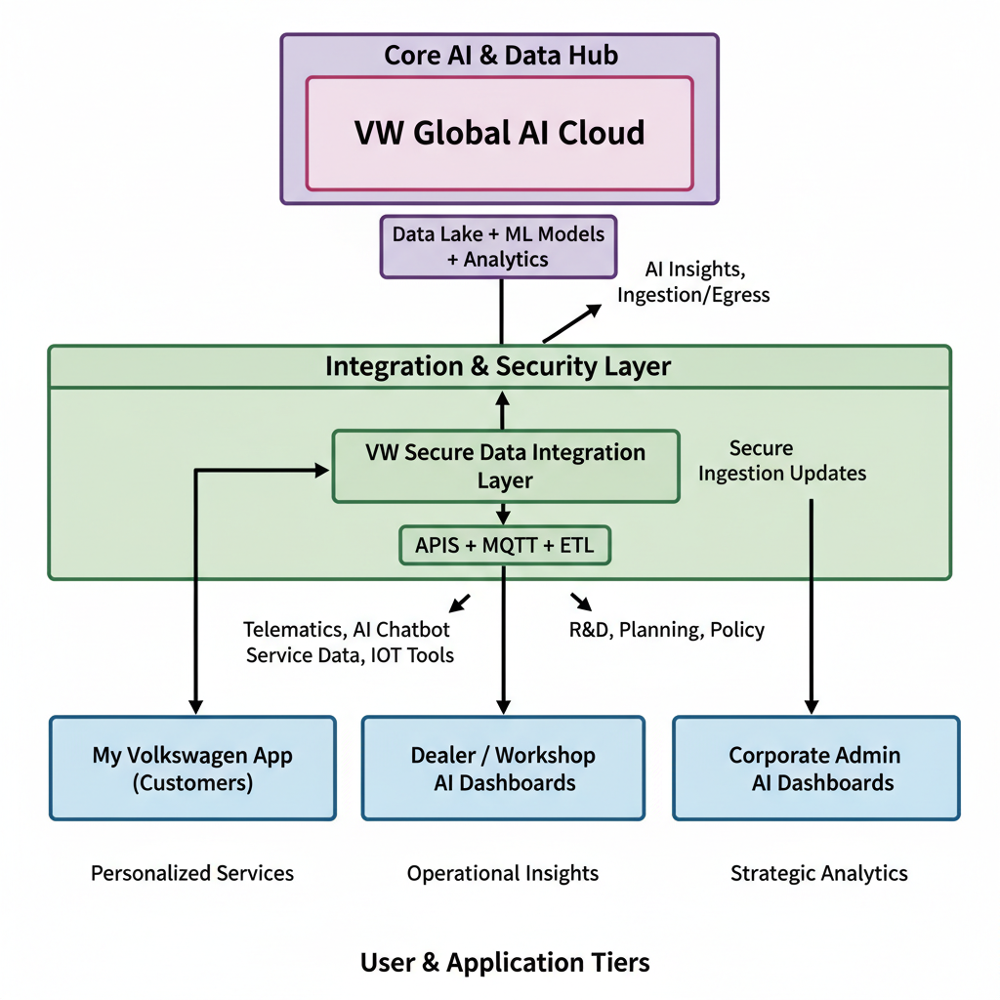 Core AI & Data Hub
VW Global AI Cloud
Data Lake + ML Models
+ Analytics
AI Insights,
Ingestion/Egress
Integration & Security Layer
VW Secure Data Integration
Layer
Secure
Ingestion Updates
APIS + MQTT + ETL
Telematics, AI Chatbot
Service Data, IOT Tools
R&D, Planning, Policy
My Volkswagen App
(Customers)
Dealer / Workshop
AI Dashboards
Corporate Admin
AI Dashboards
Personalized Services
Operational Insights
Strategic Analytics
User & Application Tiers